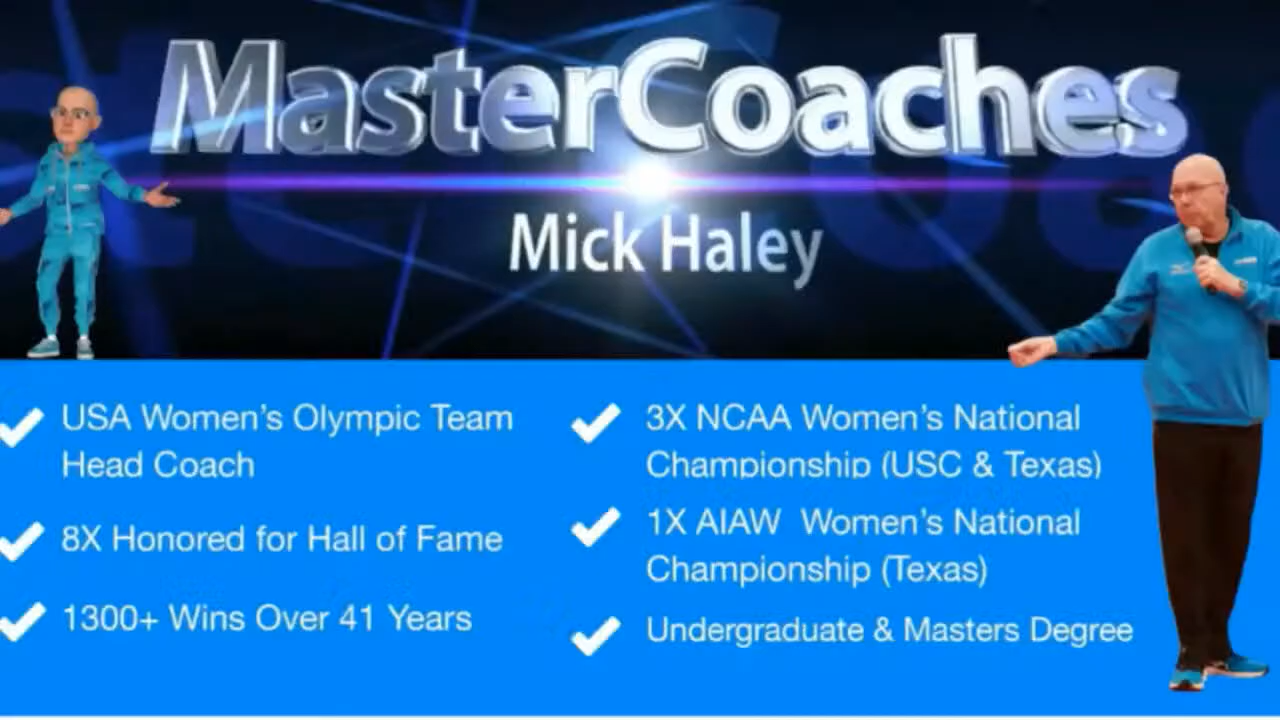 MasterCoaches
Mick Haley
USA Women's Olympic Team
Head Coach
8X Honored for Hall of Fame
1300+ Wins Over 41 Years
3X NCAA Women's National
Championship (USC & Texas)
1X AIAW Women's National
Championship (Texas)
Undergraduate & Masters Degree